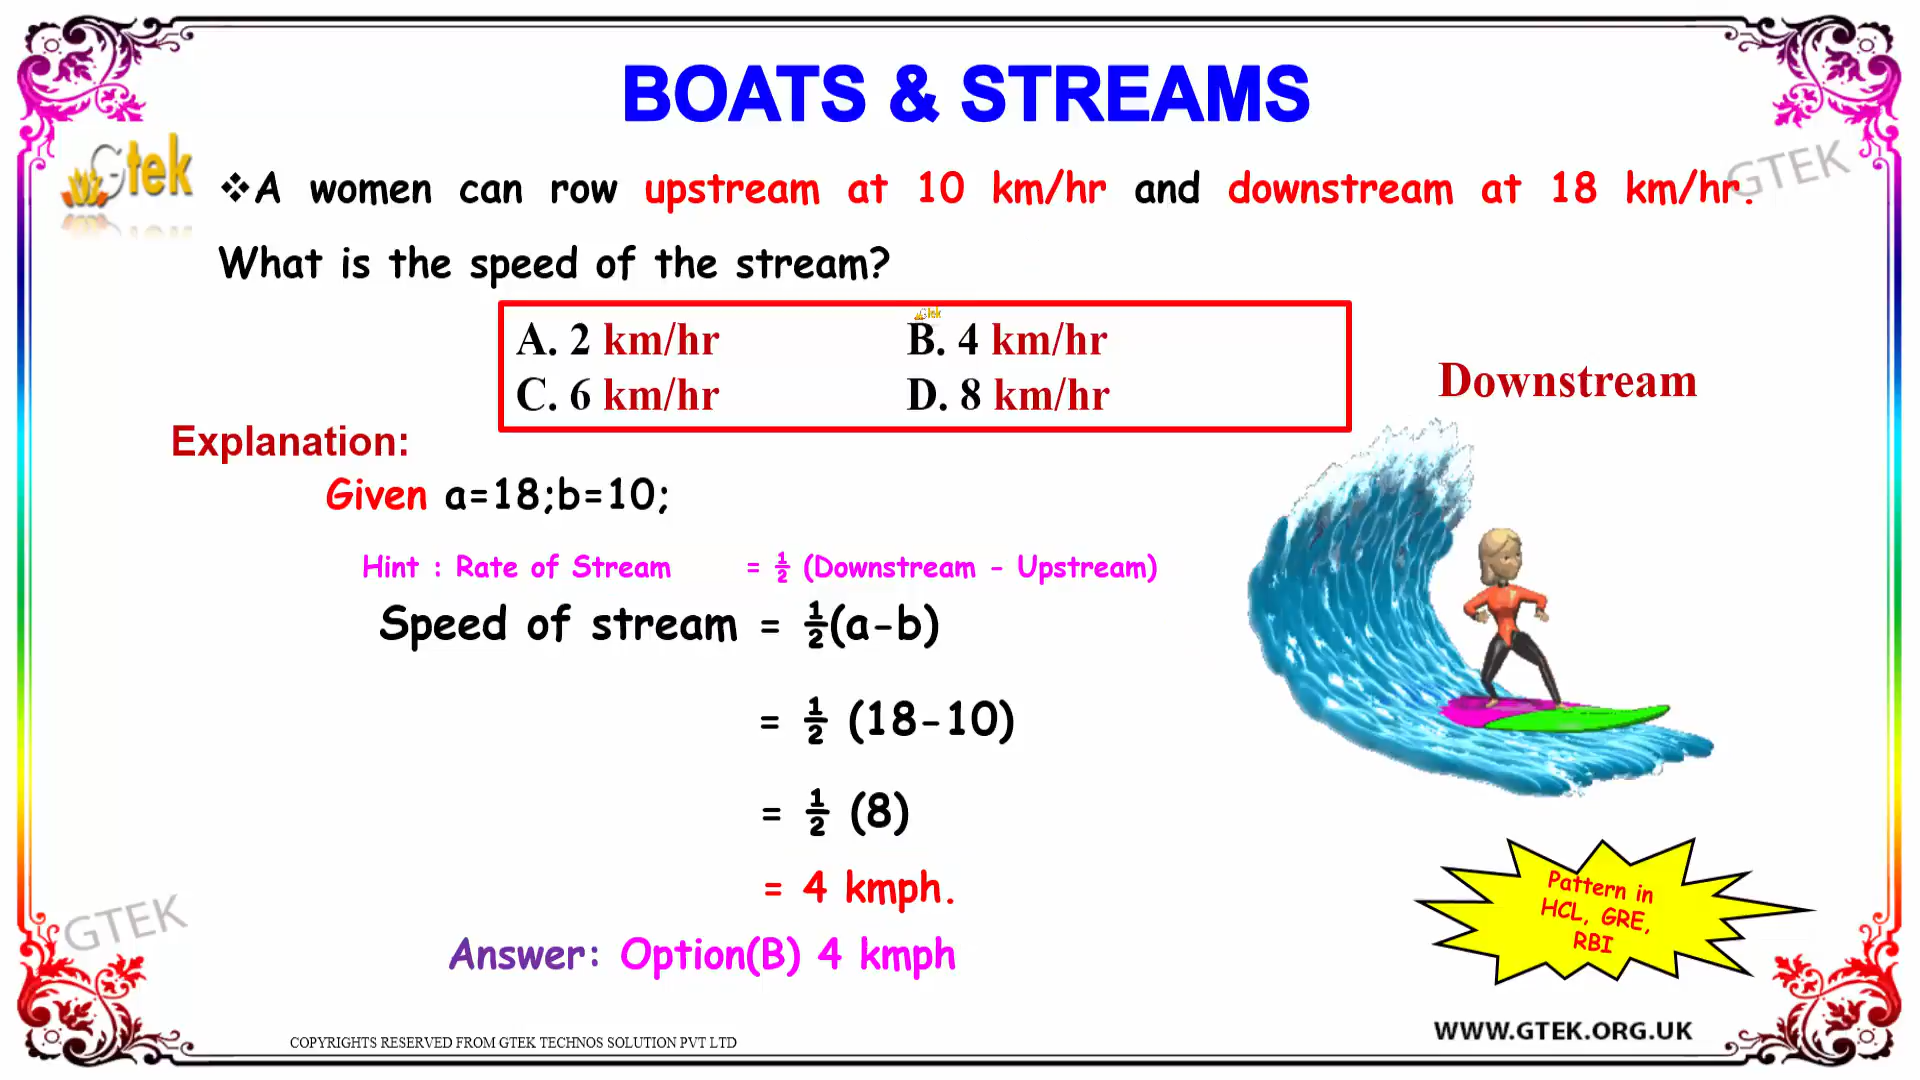 BOATS & STREAMS
Gtek
GTEK
❖A women can row upstream at 10 km/hr and downstream at 18 km/hr.
What is the speed of the stream?
Gtek
A. 2 km/hr B. 4 km/hr
C. 6 km/hr D. 8 km/hr
Downstream
Explanation:
Given a=18;b=10;
Hint : Rate of Stream = ½ (Downstream - Upstream)
Speed of stream = ½(a-b)
= ½ (18-10)
= ½ (8)
= 4 kmph.
Answer: Option(B) 4 kmph
Pattern in
HCL, GRE,
RBI
GTEK
COPYRIGHTS RESERVED FROM GTEK TECHNOS SOLUTION PVT LTD
WWW.GTEK.ORG.UK